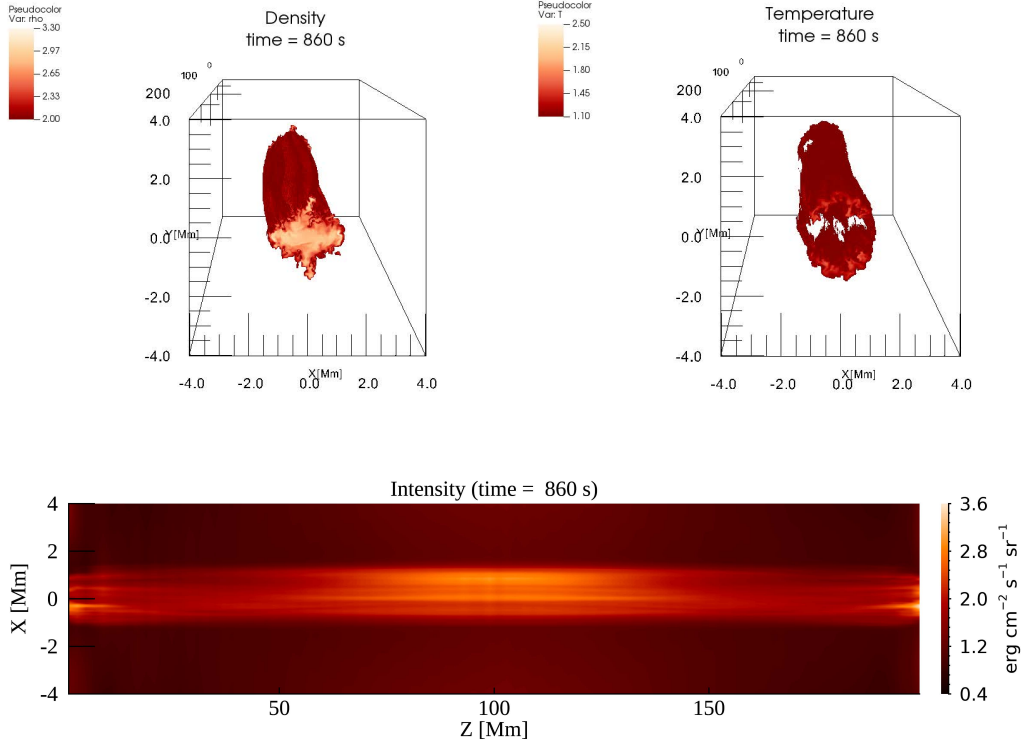 Pseudocolor
Var: rho
3.30
2.97
2.65
2.33
2.00
Density
time = 860 s
0
100
200
4.0
2.0
0.0
Y[Mm]
-2.0
-4.0
X[Mm]
-4.0 -2.0 0.0 2.0 4.0
Pseudocolor
Var: T
2.50
2.15
1.80
1.45
1.10
Temperature
time = 860 s
0
100
200
4.0
2.0
0.0
Y[Mm]
-2.0
-4.0
X[Mm]
-4.0 -2.0 0.0 2.0 4.0
Intensity (time = 860 s)
4
2
0
-2
-4
X [Mm]
50 100 150
Z [Mm]
3.6
2.8
2.0
1.2
0.4
erg cm⁻² s⁻¹ sr⁻¹